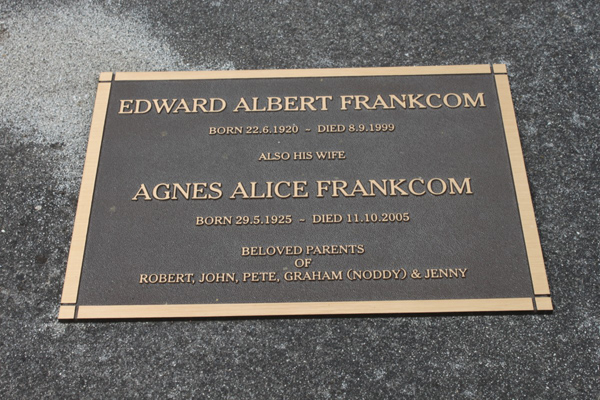 EDWARD ALBERT FRANKCOM
BORN 22.6.1920 - DIED 8.9.1999
ALSO HIS WIFE
AGNES ALICE FRANKCOM
BORN 29.5.1925 - DIED 11.10.2005
BELOVED PARENTS
OF
ROBERT, JOHN, PETE, GRAHAM (NODDY) & JENNY